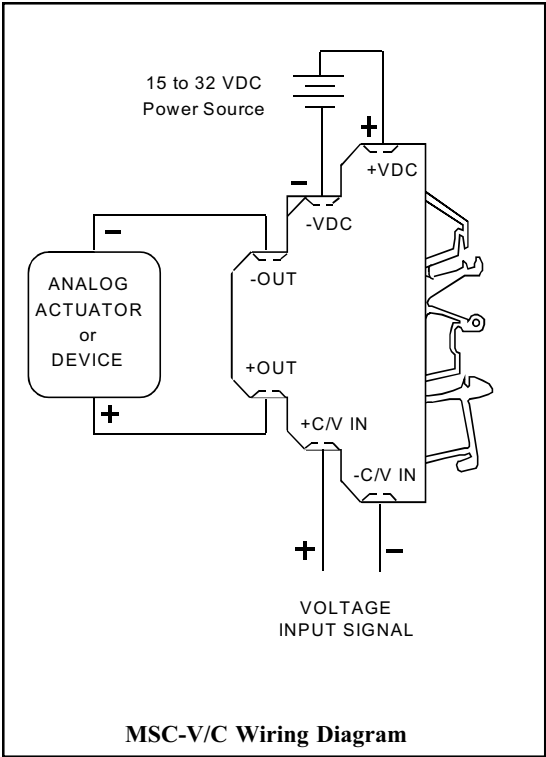 15 to 32 VDC
Power Source
+
+VDC
-
-VDC
-
-OUT
ANALOG
ACTUATOR
or
DEVICE
+OUT
+
+C/V IN
-C/V IN
+
-
VOLTAGE
INPUT SIGNAL
MSC-V/C Wiring Diagram